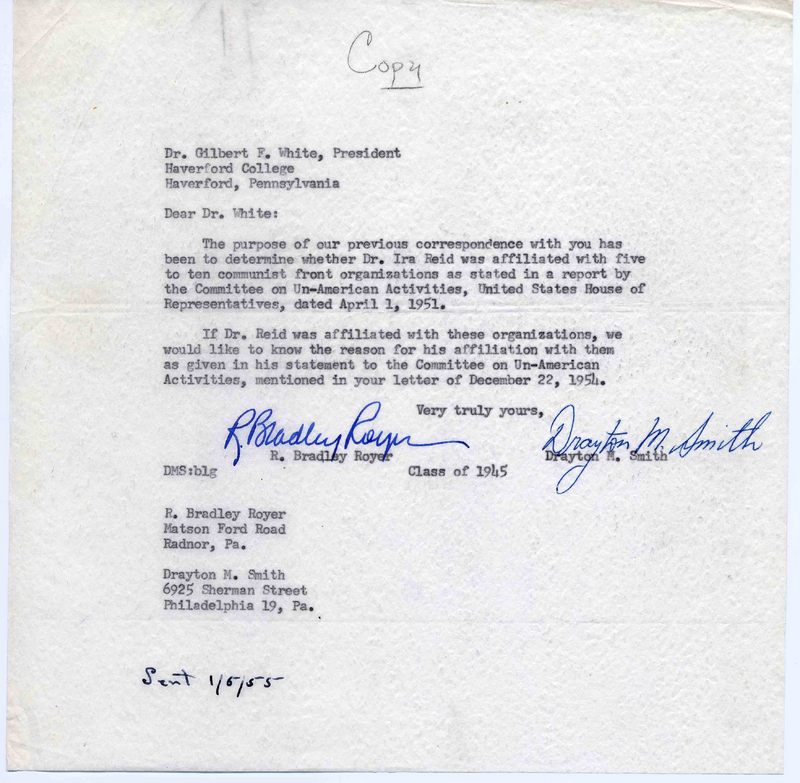 Copy
Dr. Gilbert F. White, President
Haverford College
Haverford, Pennsylvania
Dear Dr. White:
The purpose of our previous correspondence with you has
been to determine whether Dr. Ira Reid was affiliated with five
to ten communist front organizations as stated in a report by
the Committee on Un-American Activities, United States House of
Representatives, dated April 1, 1951.
If Dr. Reid was affiliated with these organizations, we
would like to know the reason for his affiliation with them
as given in his statement to the Committee on Un-American
Activities, mentioned in your letter of December 22, 1954.
Very truly yours,
R. Bradley Royer Drayton M. Smith
R. Bradley Royer Drayton M. Smith
DMS:blg Class of 1945
R. Bradley Royer
Matson Ford Road
Radnor, Pa.
Drayton M. Smith
6925 Sherman Street
Philadelphia 19, Pa.
Sent 1/5/55